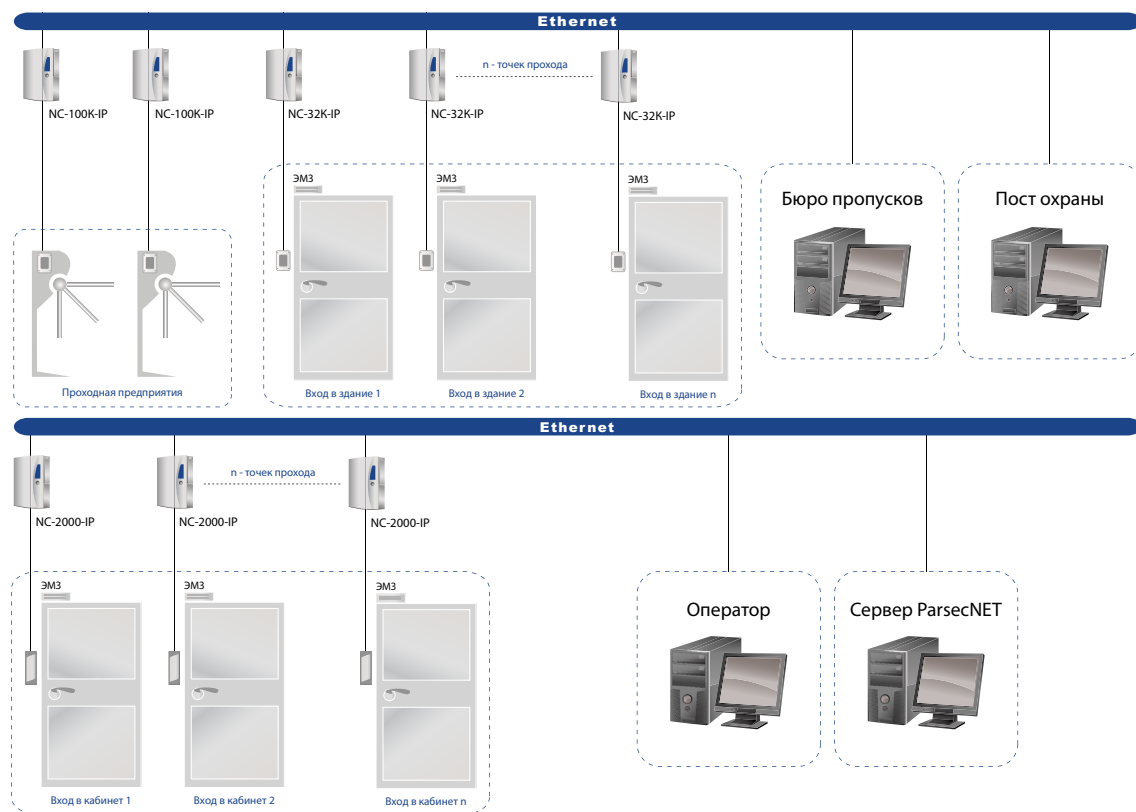 Ethernet
n - точек прохода
NC-100K-IP
NC-100K-IP
NC-32K-IP
NC-32K-IP
NC-32K-IP
ЭМЗ
ЭМЗ
ЭМЗ
Бюро пропусков
Пост охраны
Проходная предприятия
Вход в здание 1
Вход в здание 2
Вход в здание n
Ethernet
n - точек прохода
NC-2000-IP
NC-2000-IP
NC-2000-IP
ЭМЗ
ЭМЗ
ЭМЗ
Оператор
Сервер ParsecNET
Вход в кабинет 1
Вход в кабинет 2
Вход в кабинет n